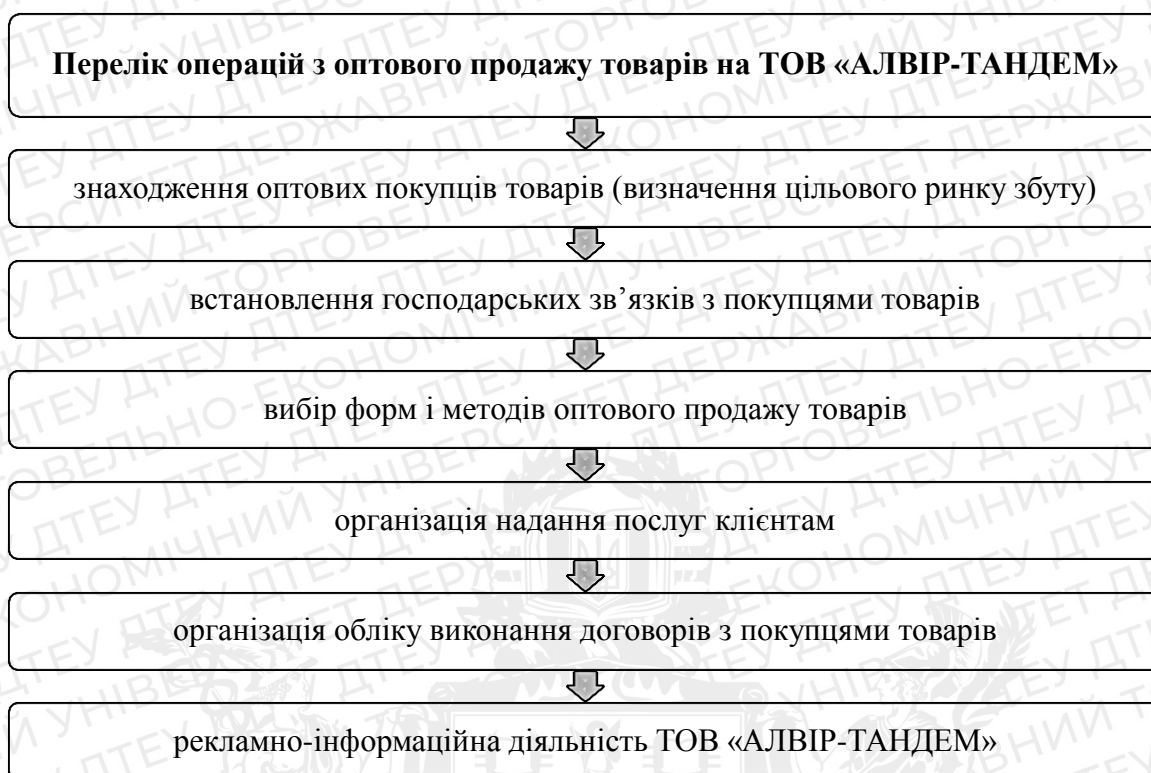 Перелік операцій з оптового продажу товарів на ТОВ «АЛВІР-ТАНДЕМ»
знаходження оптових покупців товарів (визначення цільового ринку збуту)
встановлення господарських зв’язків з покупцями товарів
вибір форм і методів оптового продажу товарів
організація надання послуг клієнтам
організація обліку виконання договорів з покупцями товарів
рекламно-інформаційна діяльність ТОВ «АЛВІР-ТАНДЕМ»